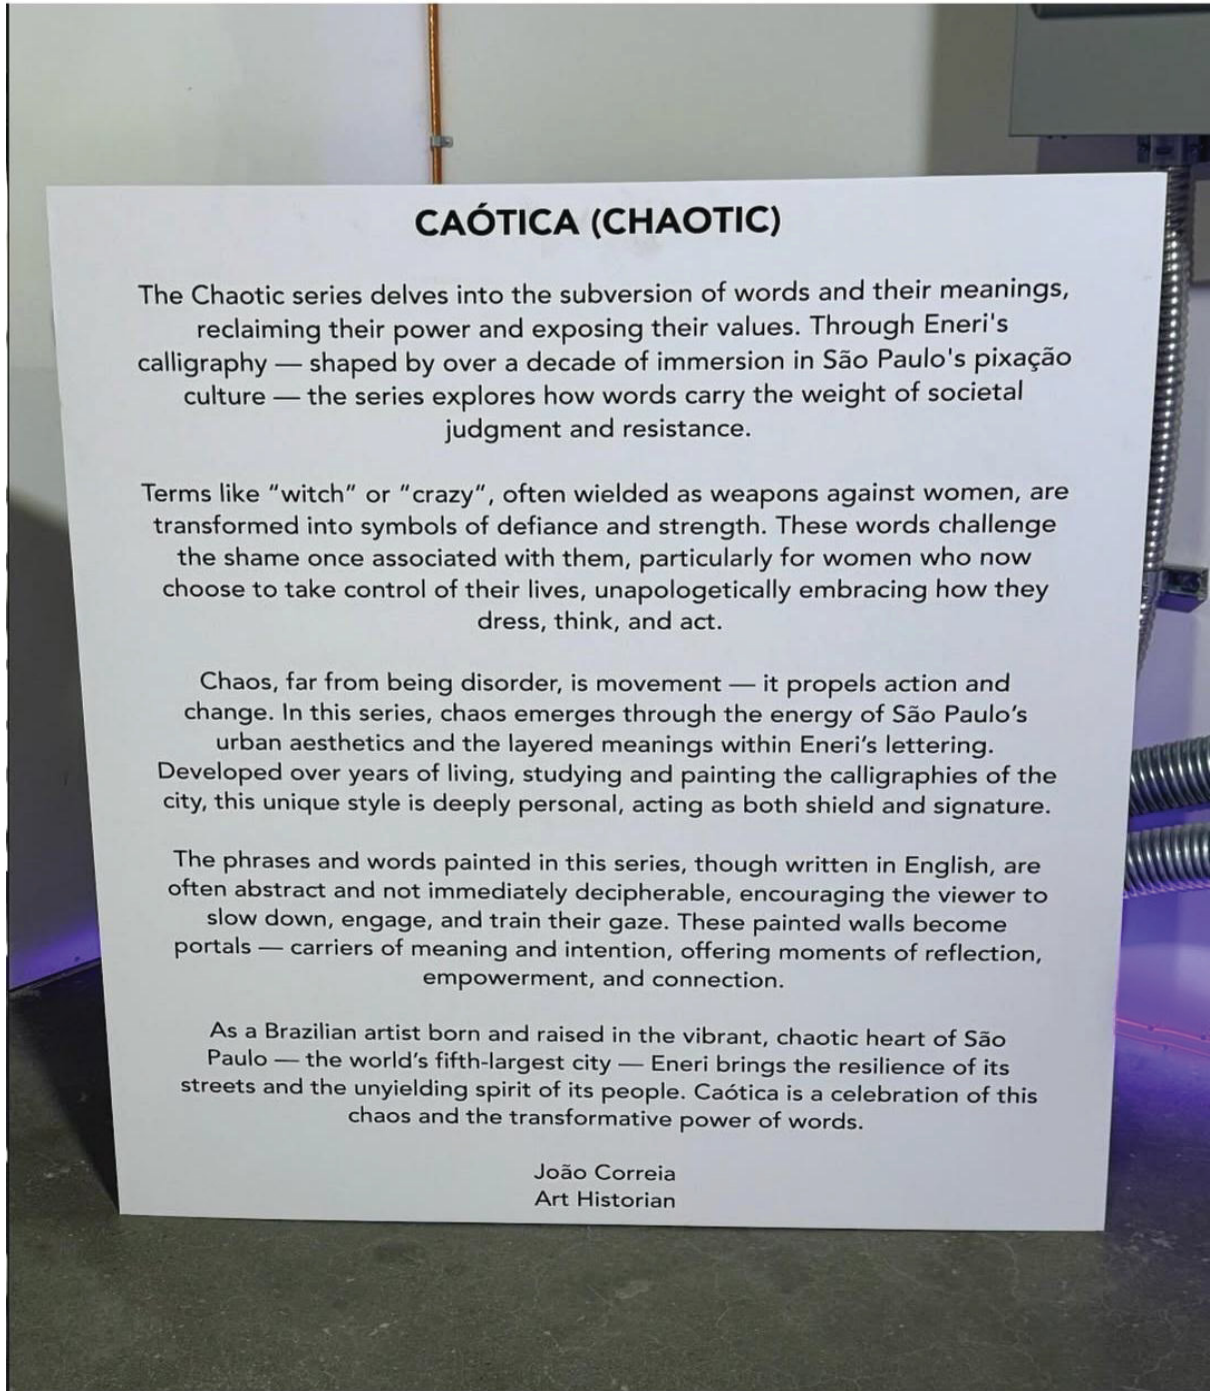 CAÓTICA (CHAOTIC)
The Chaotic series delves into the subversion of words and their meanings,
reclaiming their power and exposing their values. Through Eneri's
calligraphy — shaped by over a decade of immersion in São Paulo's pixação
culture — the series explores how words carry the weight of societal
judgment and resistance.
Terms like “witch” or “crazy”, often wielded as weapons against women, are
transformed into symbols of defiance and strength. These words challenge
the shame once associated with them, particularly for women who now
choose to take control of their lives, unapologetically embracing how they
dress, think, and act.
Chaos, far from being disorder, is movement — it propels action and
change. In this series, chaos emerges through the energy of São Paulo’s
urban aesthetics and the layered meanings within Eneri’s lettering.
Developed over years of living, studying and painting the calligraphies of the
city, this unique style is deeply personal, acting as both shield and signature.
The phrases and words painted in this series, though written in English, are
often abstract and not immediately decipherable, encouraging the viewer to
slow down, engage, and train their gaze. These painted walls become
portals — carriers of meaning and intention, offering moments of reflection,
empowerment, and connection.
As a Brazilian artist born and raised in the vibrant, chaotic heart of São
Paulo — the world’s fifth-largest city — Eneri brings the resilience of its
streets and the unyielding spirit of its people. Caótica is a celebration of this
chaos and the transformative power of words.
João Correia
Art Historian